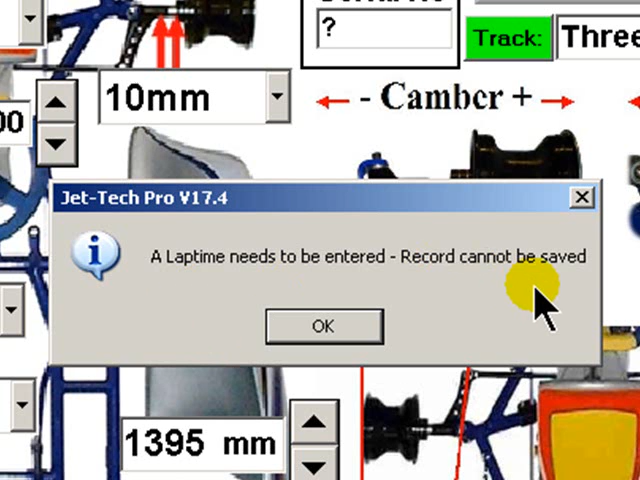 ?
Track:
Three
00
10mm
- Camber +
Jet-Tech Pro V17.4
A Laptime needs to be entered - Record cannot be saved
OK
1395 mm